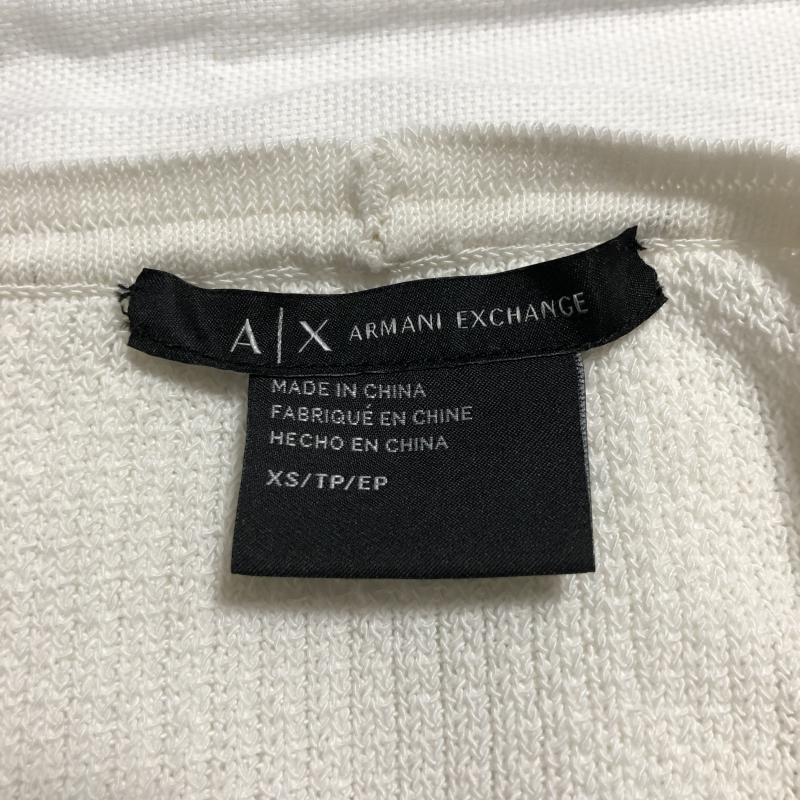 A|X ARMANI EXCHANGE
MADE IN CHINA
FABRIQUÉ EN CHINE
HECHO EN CHINA
XS/TP/EP